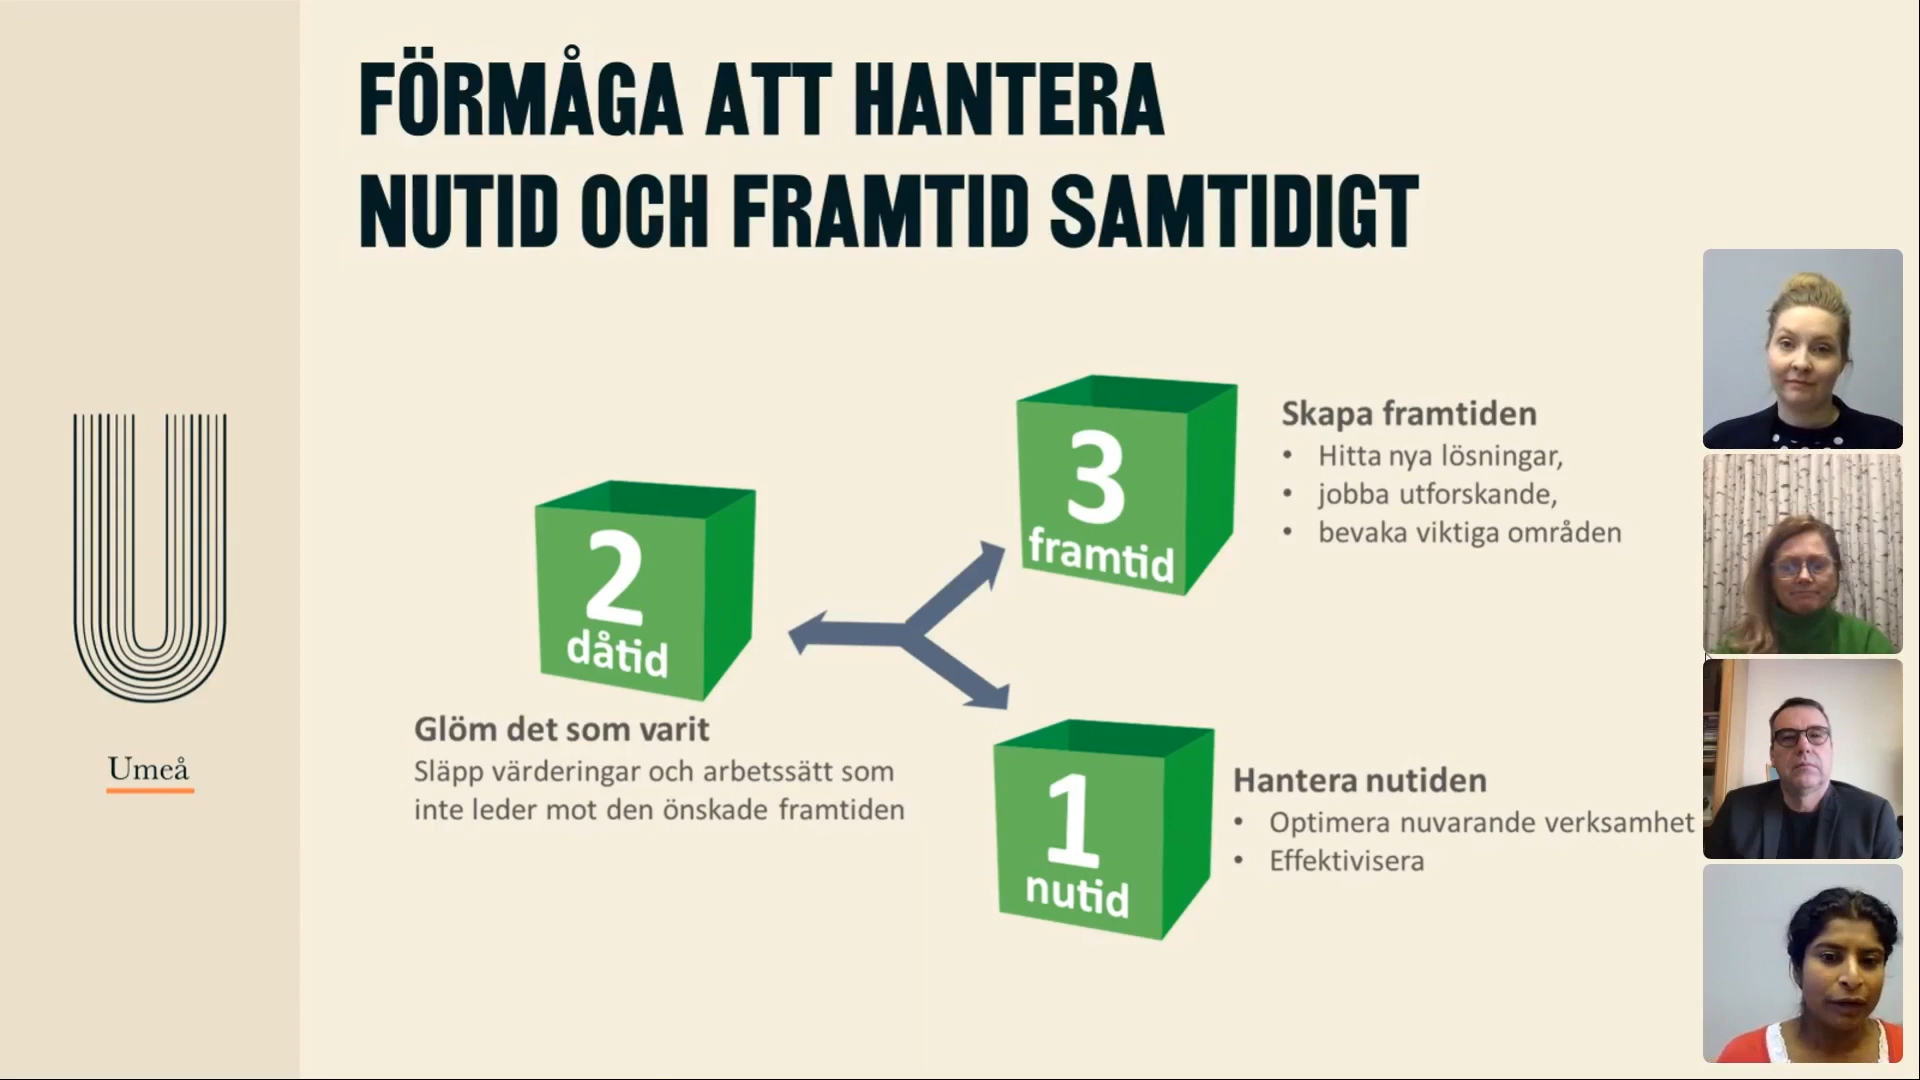 FÖRMÅGA ATT HANTERA
NUTID OCH FRAMTID SAMTIDIGT
Umeå
2
dåtid
Glöm det som varit
Släpp värderingar och arbetssätt som
inte leder mot den önskade framtiden
3
framtid
Skapa framtiden
• Hitta nya lösningar,
• jobba utforskande,
• bevaka viktiga områden
1
nutid
Hantera nutiden
• Optimera nuvarande verksamhet
• Effektivisera